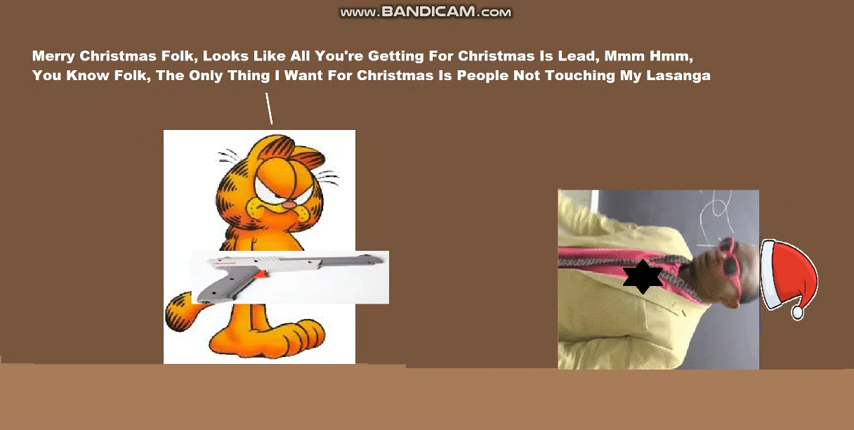 www.BANDICAM.com
Merry Christmas Folk, Looks Like All You're Getting For Christmas Is Lead, Mmm Hmm,
You Know Folk, The Only Thing I Want For Christmas Is People Not Touching My Lasanga